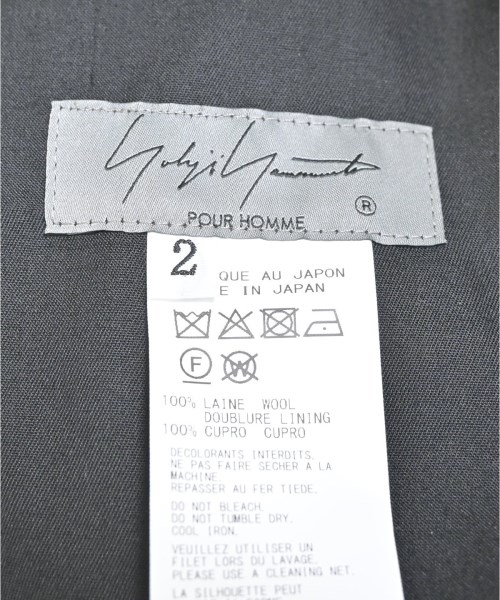 Yohji Yamamoto
®
POUR HOMME
2
QUE AU JAPON
E IN JAPAN
F W
100% LAINE WOOL
DOUBLURE LINING
100% CUPRO CUPRO
DECOLORANTS INTERDITS.
NE PAS FAIRE SECHER A LA
MACHINE.
REPASSER AU FER TIEDE.
DO NOT BLEACH.
DO NOT TUMBLE DRY.
COOL IRON.
VEUILLEZ UTILISER UN
FILET LORS DU LAVAGE.
PLEASE USE A CLEANING NET.
LA SILHOUETTE PEUT